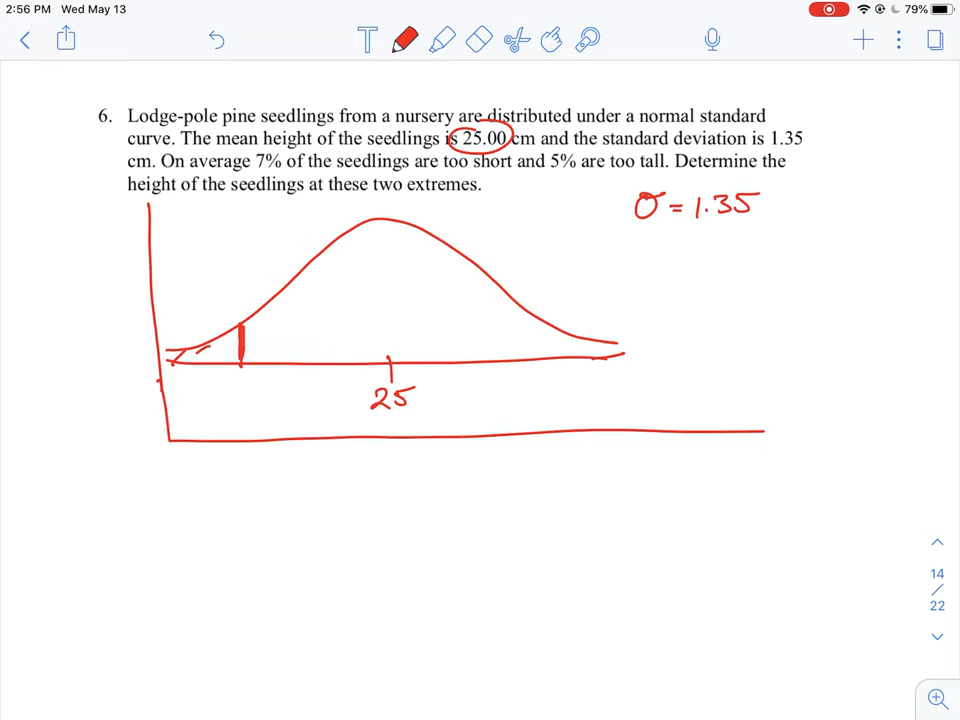 2:56 PM Wed May 13
79%
T
6. Lodge-pole pine seedlings from a nursery are distributed under a normal standard
curve. The mean height of the seedlings is 25.00 cm and the standard deviation is 1.35
cm. On average 7% of the seedlings are too short and 5% are too tall. Determine the
height of the seedlings at these two extremes.
σ = 1.35
25
14
/
22